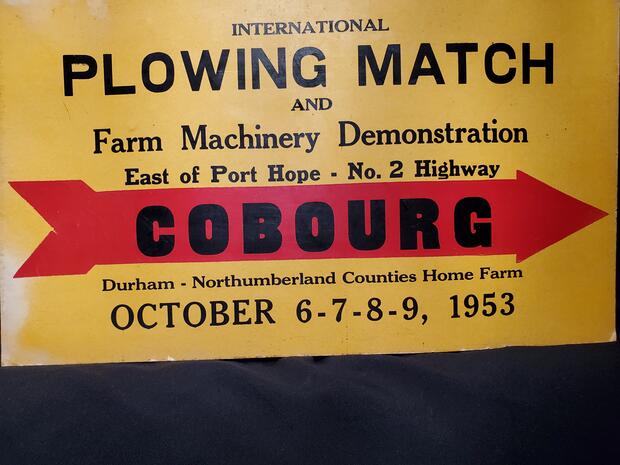 INTERNATIONAL
PLOWING MATCH
AND
Farm Machinery Demonstration
East of Port Hope - No. 2 Highway
COBOURG
Durham - Northumberland Counties Home Farm
OCTOBER 6-7-8-9, 1953